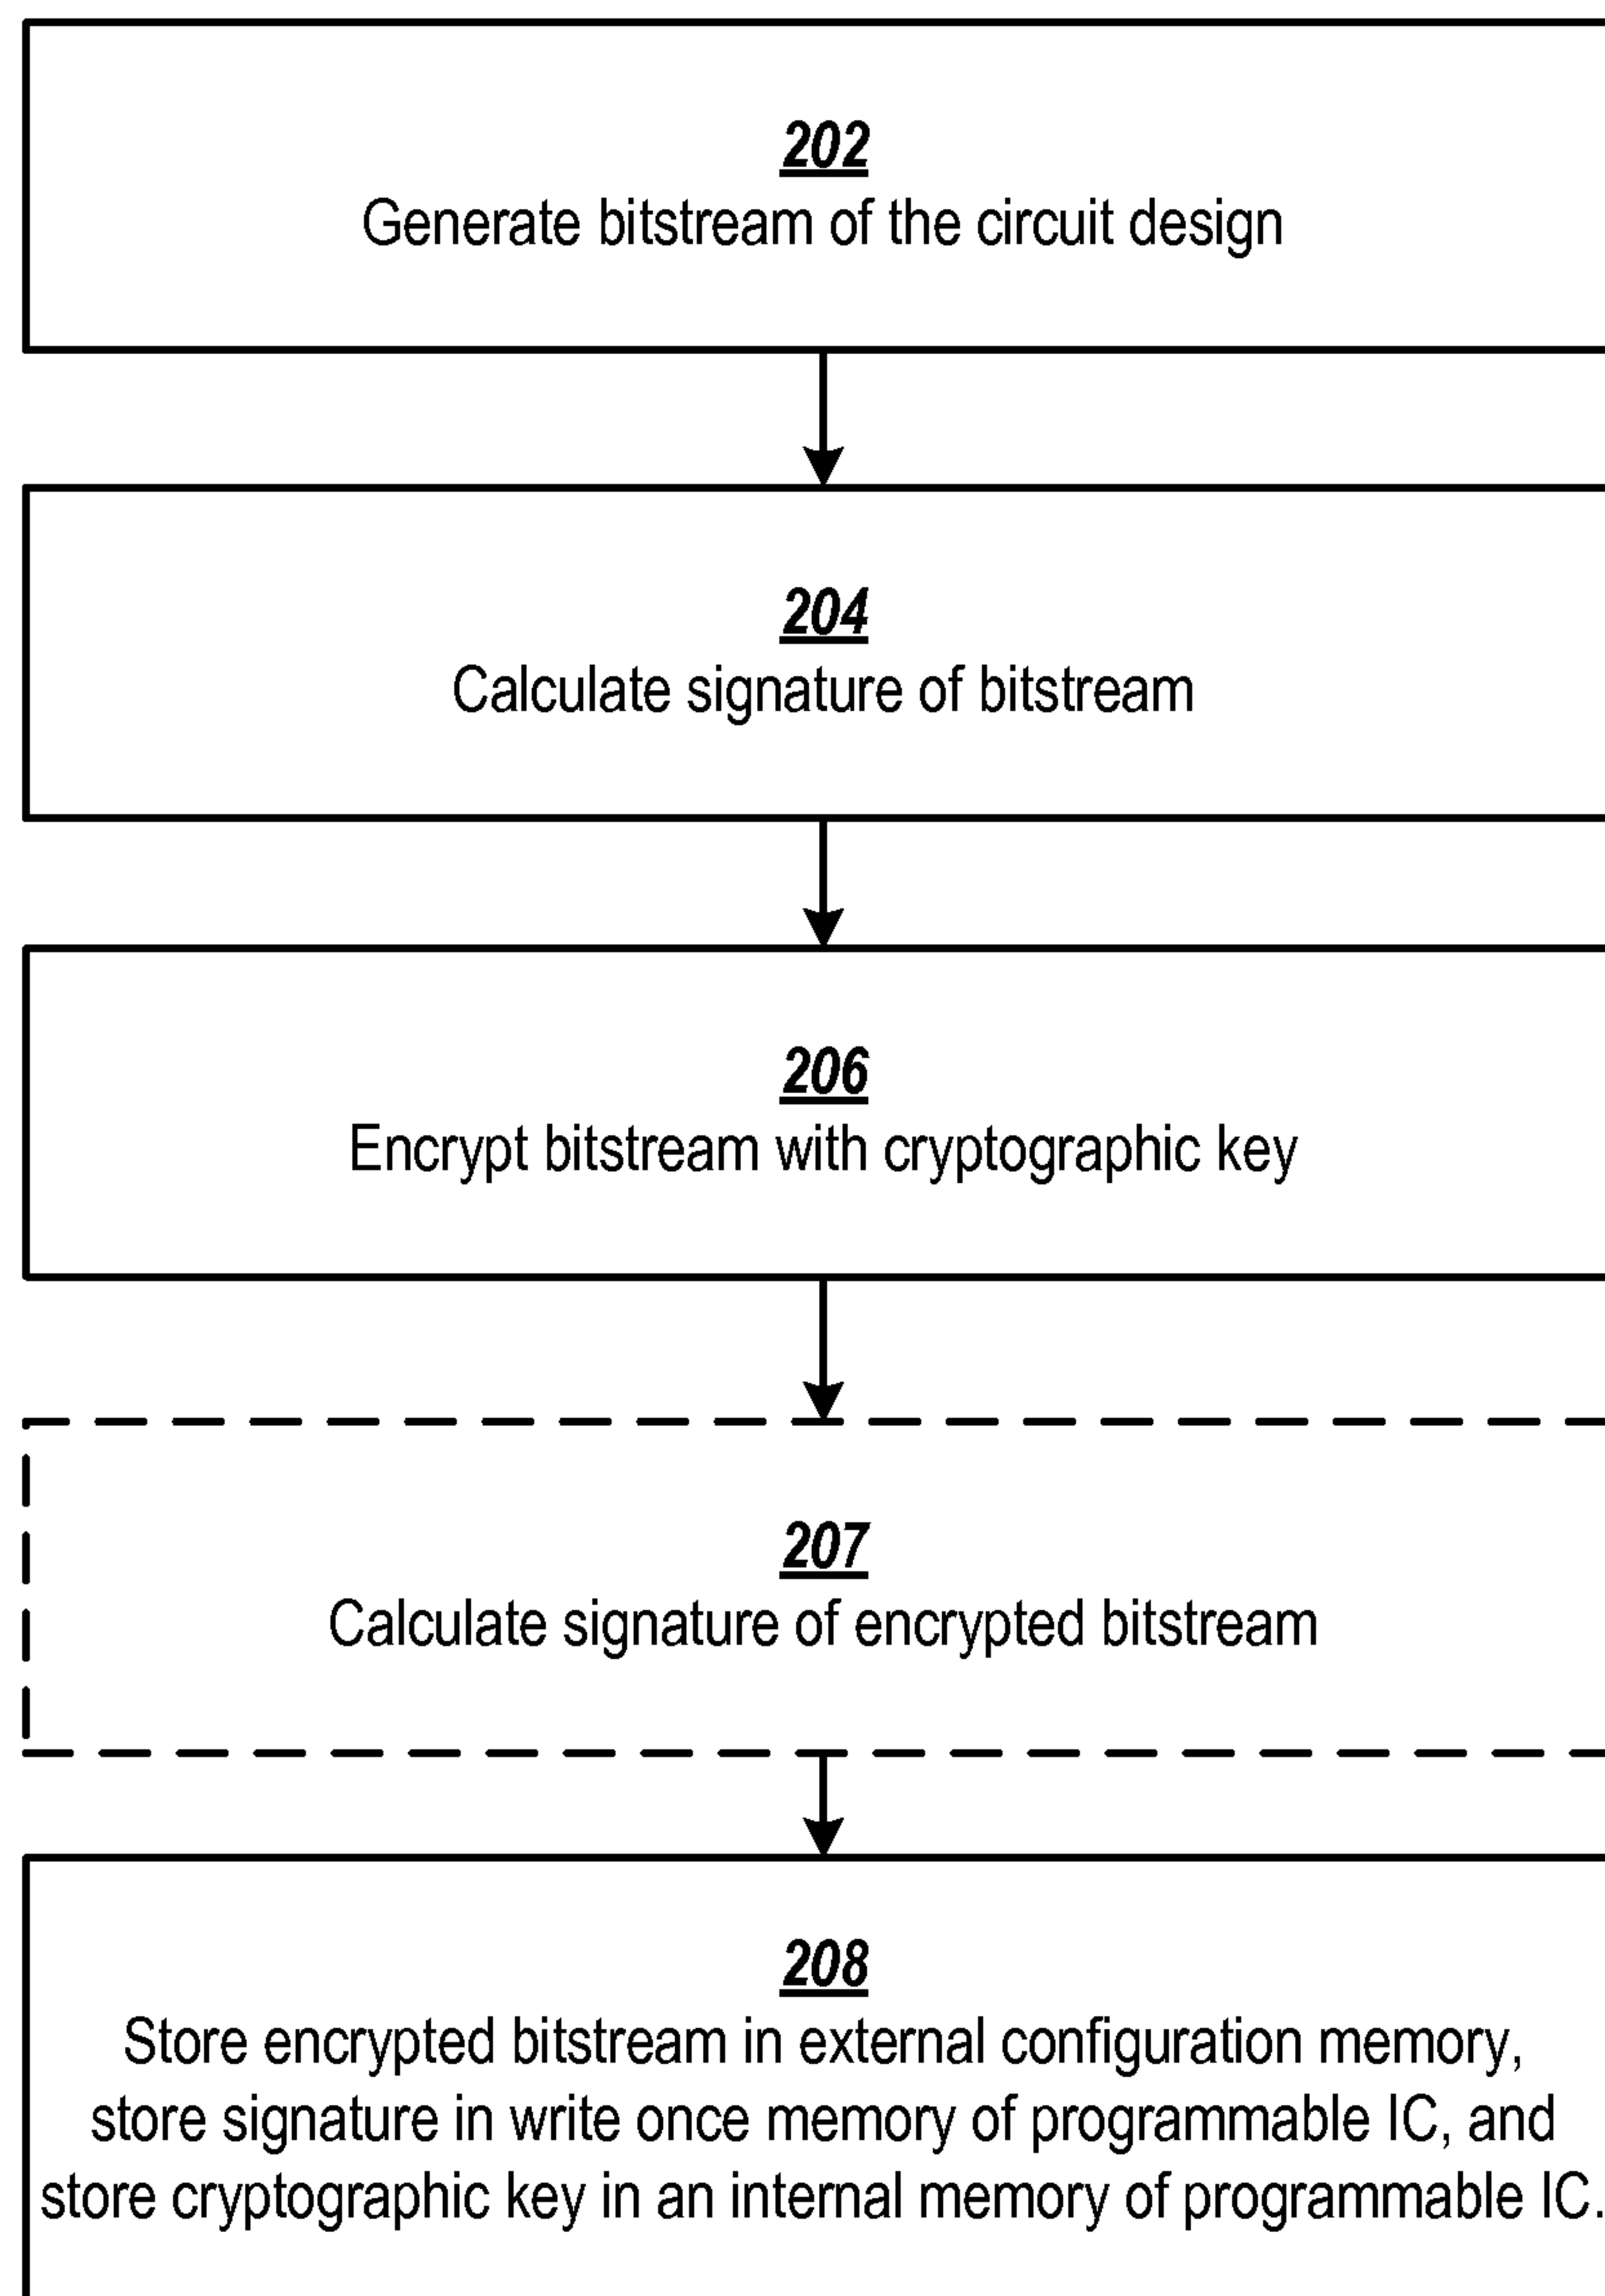 202
Generate bitstream of the circuit design
204
Calculate signature of bitstream
206
Encrypt bitstream with cryptographic key
207
Calculate signature of encrypted bitstream
208
Store encrypted bitstream in external configuration memory,
store signature in write once memory of programmable IC, and
store cryptographic key in an internal memory of programmable IC.